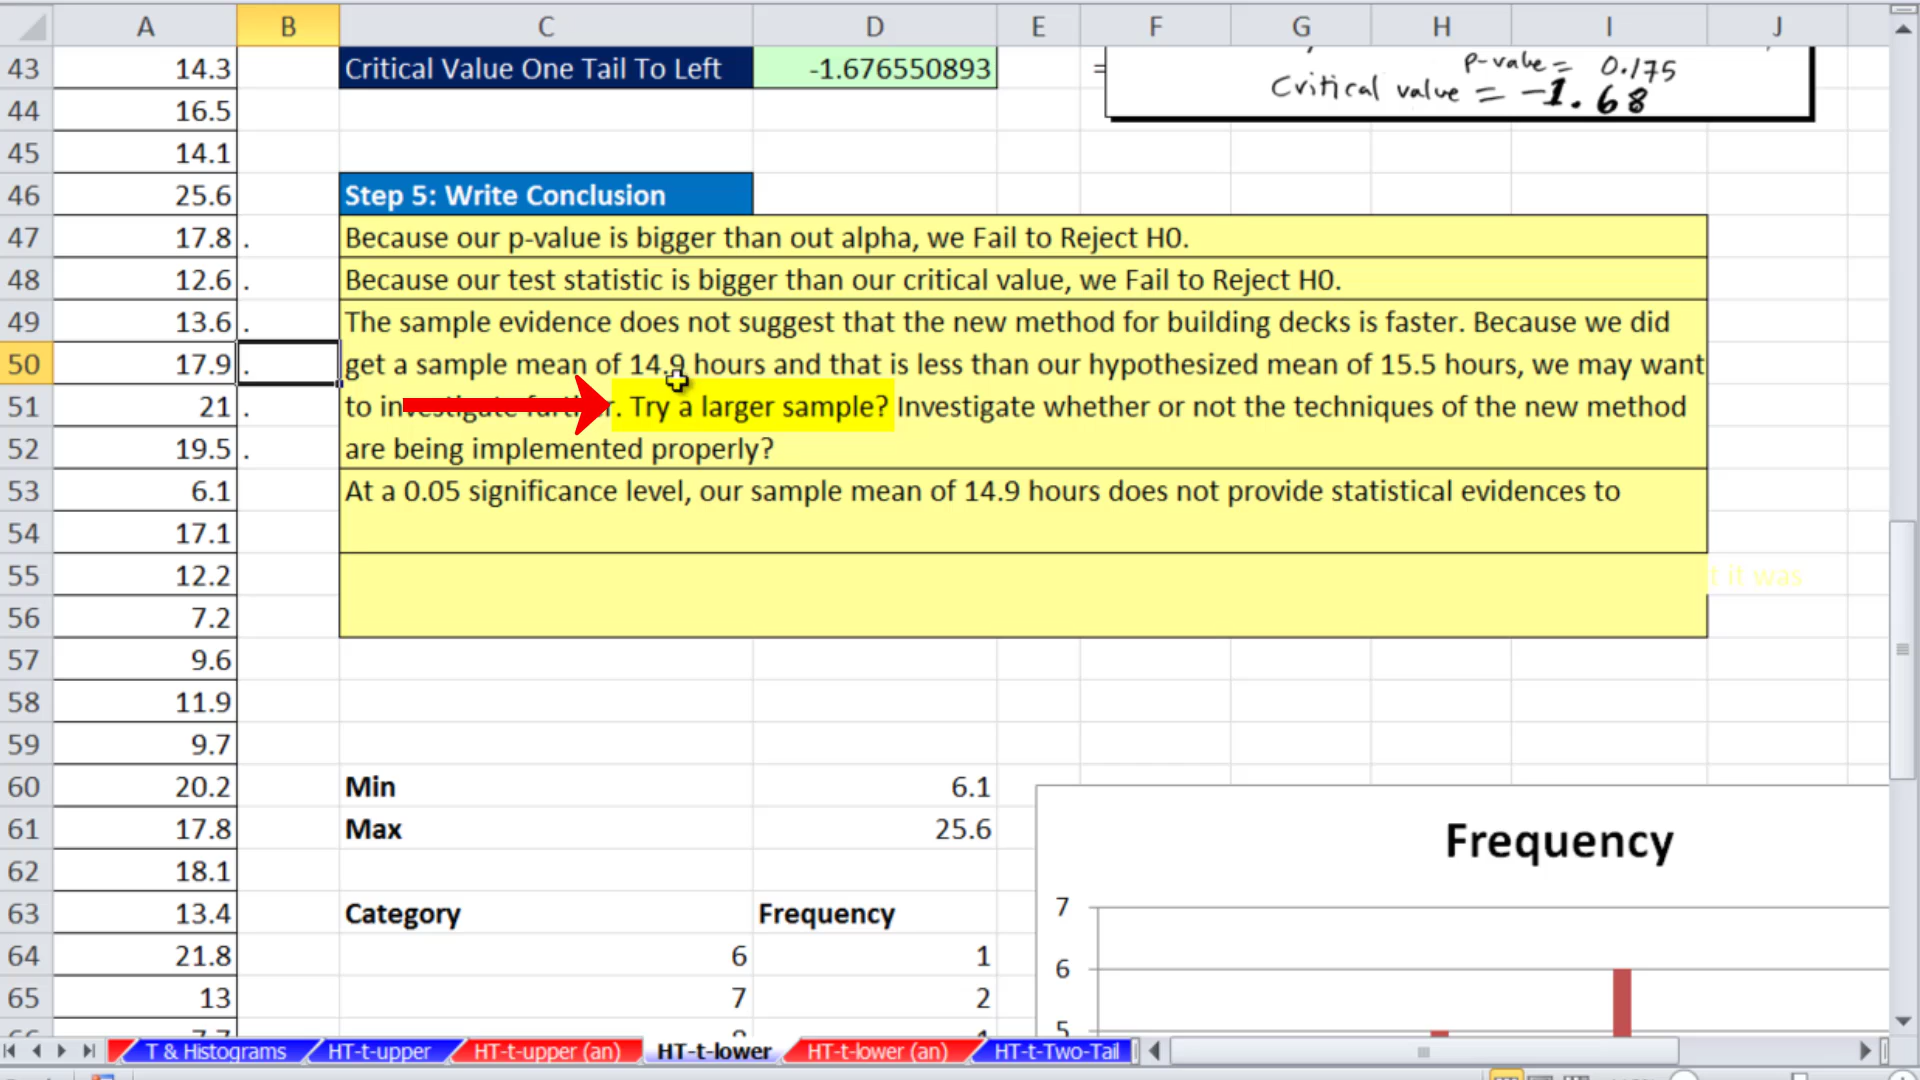 A B C D E F G H I J
43 14.3 Critical Value One Tail To Left -1.676550893 =
p-value = 0.175
Critical value = -1.68
44 16.5
45 14.1
46 25.6 Step 5: Write Conclusion
47 17.8 . Because our p-value is bigger than out alpha, we Fail to Reject H0.
48 12.6 . Because our test statistic is bigger than our critical value, we Fail to Reject H0.
49 13.6 . The sample evidence does not suggest that the new method for building decks is faster. Because we did
50 17.9 . get a sample mean of 14.9 hours and that is less than our hypothesized mean of 15.5 hours, we may want
51 21 . to investigate further. Try a larger sample? Investigate whether or not the techniques of the new method
52 19.5 . are being implemented properly?
53 6.1 At a 0.05 significance level, our sample mean of 14.9 hours does not provide statistical evidences to
54 17.1
55 12.2 t it was
56 7.2
57 9.6
58 11.9
59 9.7
60 20.2 Min 6.1
61 17.8 Max 25.6
Frequency
62 18.1
63 13.4 Category Frequency 7
64 21.8 6 1 6
65 13 7 2 5
T & Histograms HT-t-upper HT-t-upper (an) HT-t-lower HT-t-lower (an) HT-t-Two-Tail